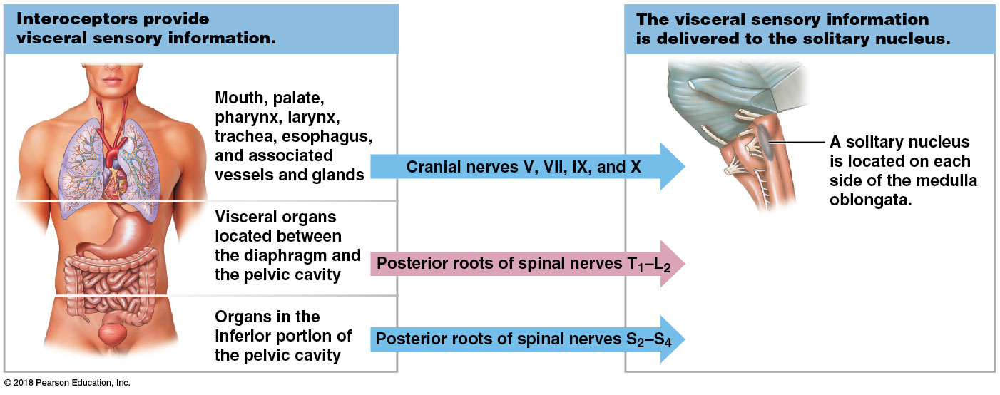 Interoceptors provide
visceral sensory information.
The visceral sensory information
is delivered to the solitary nucleus.
Mouth, palate,
pharynx, larynx,
trachea, esophagus,
and associated
vessels and glands
Cranial nerves V, VII, IX, and X
A solitary nucleus
is located on each
side of the medulla
oblongata.
Visceral organs
located between
the diaphragm and
the pelvic cavity
Posterior roots of spinal nerves T₁–L₂
Organs in the
inferior portion of
the pelvic cavity
Posterior roots of spinal nerves S₂–S₄
© 2018 Pearson Education, Inc.